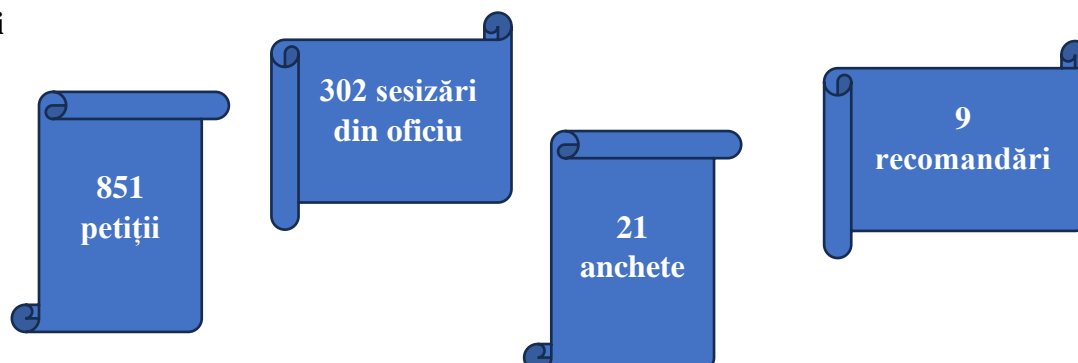 i
851
petiții
302 sesizări
din oficiu
21
anchete
9
recomandări